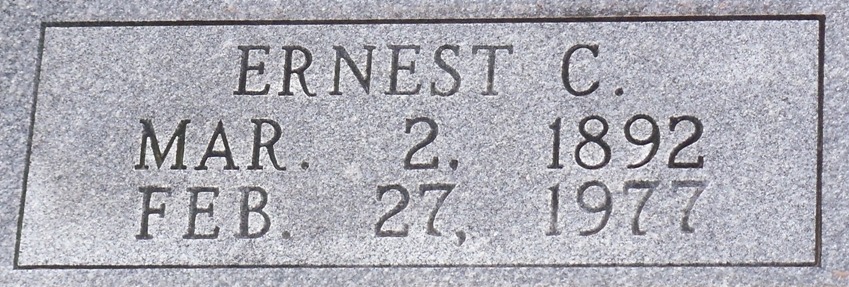 ERNEST C.
MAR. 2, 1892
FEB. 27, 1977